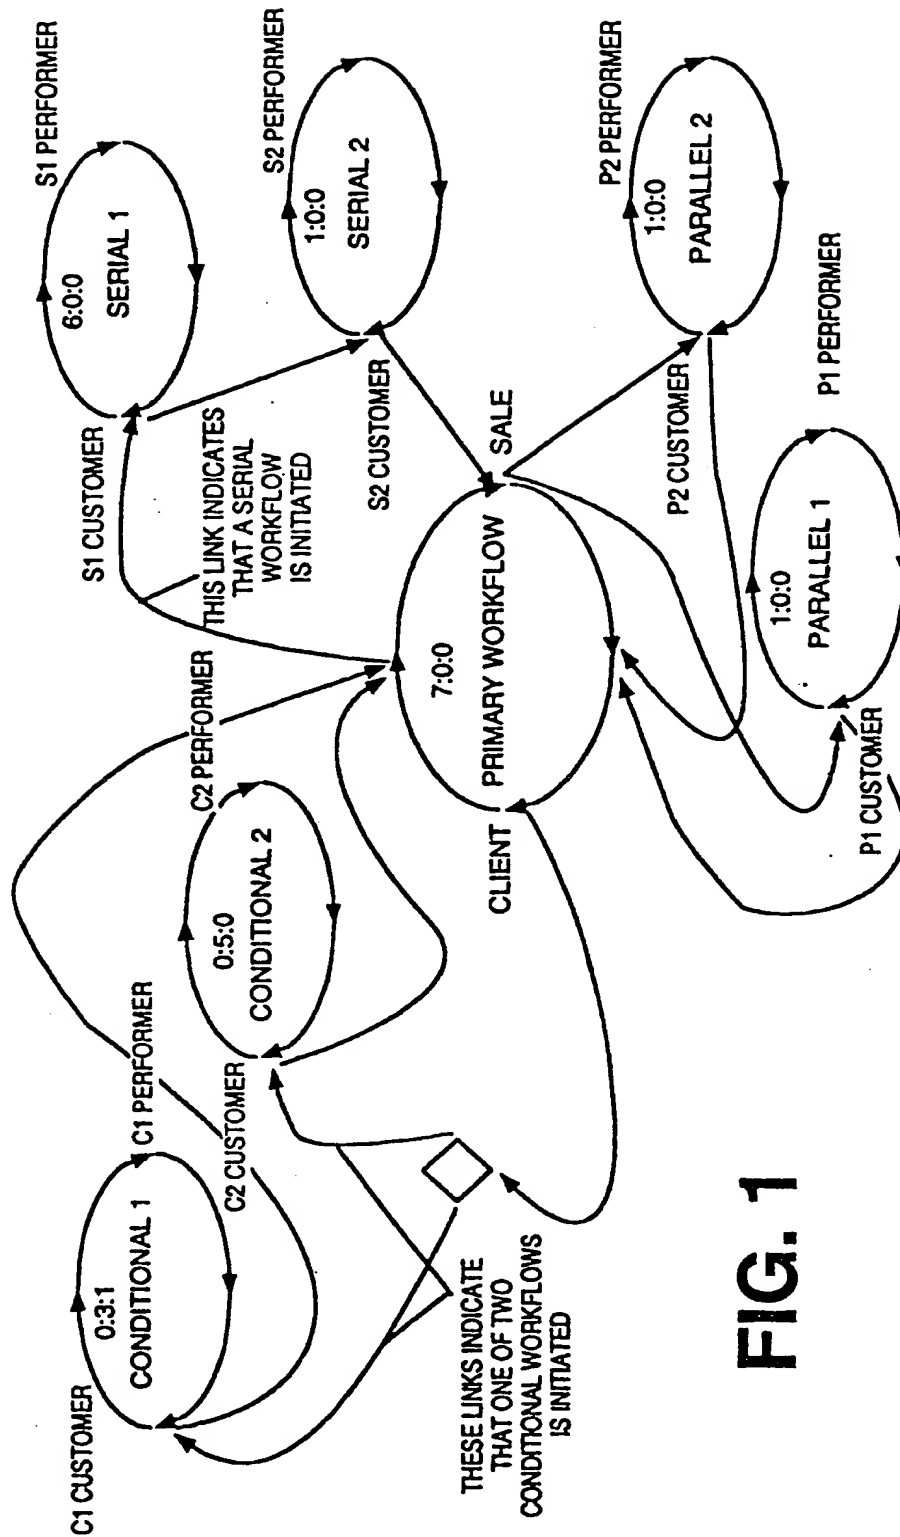 S1 PERFORMER
6:0:0
SERIAL 1
S1 CUSTOMER
S2 PERFORMER
1:0:0
SERIAL 2
S2 CUSTOMER
THIS LINK INDICATES
THAT A SERIAL
WORKFLOW
IS INITIATED
C1 PERFORMER
0:3:1
CONDITIONAL 1
C1 CUSTOMER
C2 PERFORMER
0:5:0
CONDITIONAL 2
C2 CUSTOMER
SALE
7:0:0
PRIMARY WORKFLOW
CLIENT
P2 PERFORMER
1:0:0
PARALLEL 2
P2 CUSTOMER
P1 PERFORMER
1:0:0
PARALLEL 1
P1 CUSTOMER
THESE LINKS INDICATE
THAT ONE OF TWO
CONDITIONAL WORKFLOWS
IS INITIATED
FIG. 1